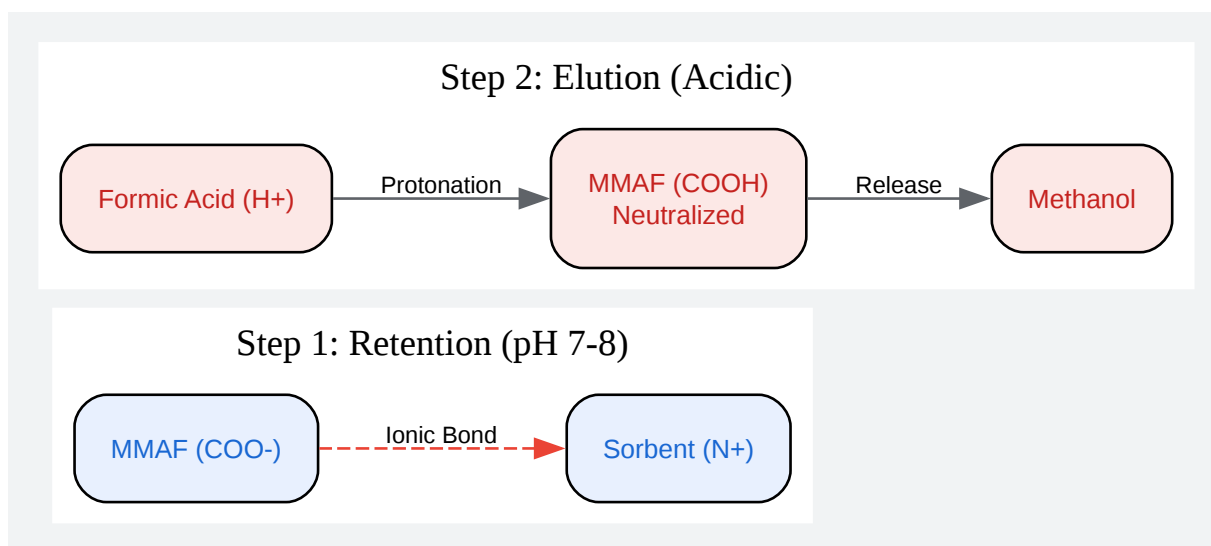 Step 2: Elution (Acidic)
Formic Acid (H+)
Protonation
MMAF (COOH)
Neutralized
Release
Methanol
Step 1: Retention (pH 7-8)
MMAF (COO-)
Ionic Bond
Sorbent (N+)